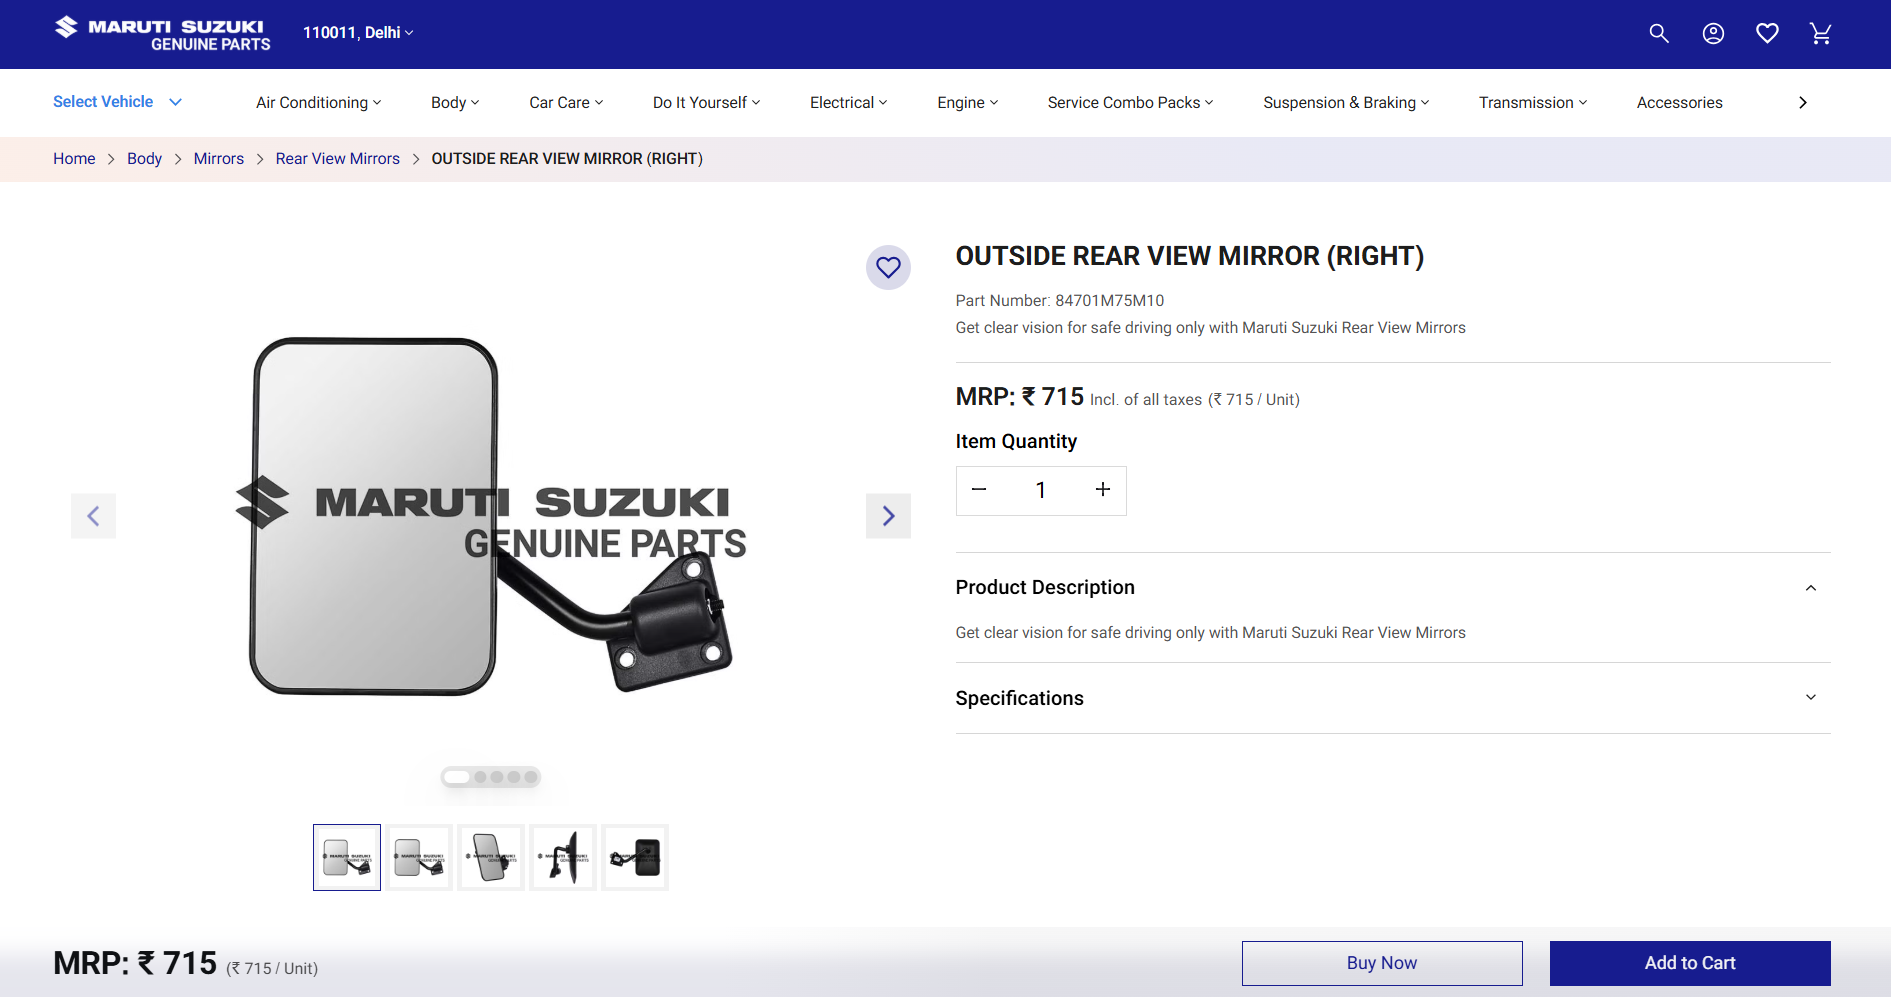 MARUTI SUZUKI
GENUINE PARTS
110011, Delhi
Select Vehicle
Air Conditioning
Body
Car Care
Do It Yourself
Electrical
Engine
Service Combo Packs
Suspension & Braking
Transmission
Accessories
Home > Body > Mirrors > Rear View Mirrors > OUTSIDE REAR VIEW MIRROR (RIGHT)
MARUTI SUZUKI
GENUINE PARTS
OUTSIDE REAR VIEW MIRROR (RIGHT)
Part Number: 84701M75M10
Get clear vision for safe driving only with Maruti Suzuki Rear View Mirrors
MRP: ₹ 715 Incl. of all taxes (₹ 715 / Unit)
Item Quantity
− 1 +
Product Description
Get clear vision for safe driving only with Maruti Suzuki Rear View Mirrors
Specifications
MRP: ₹ 715 (₹ 715 / Unit)
Buy Now
Add to Cart